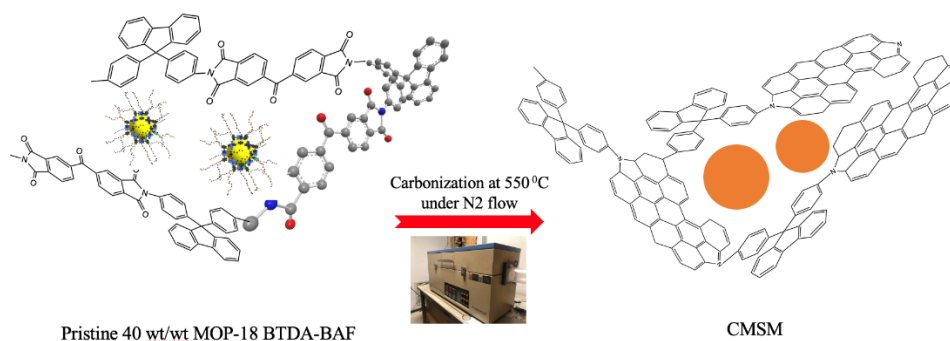 Carbonization at 550 ⁰C
under N2 flow
Pristine 40 wt/wt MOP-18 BTDA-BAF
CMSM